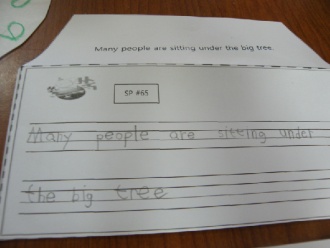 Many people are sitting under the big tree.
SP #65
Many people are sitting under
the big tree